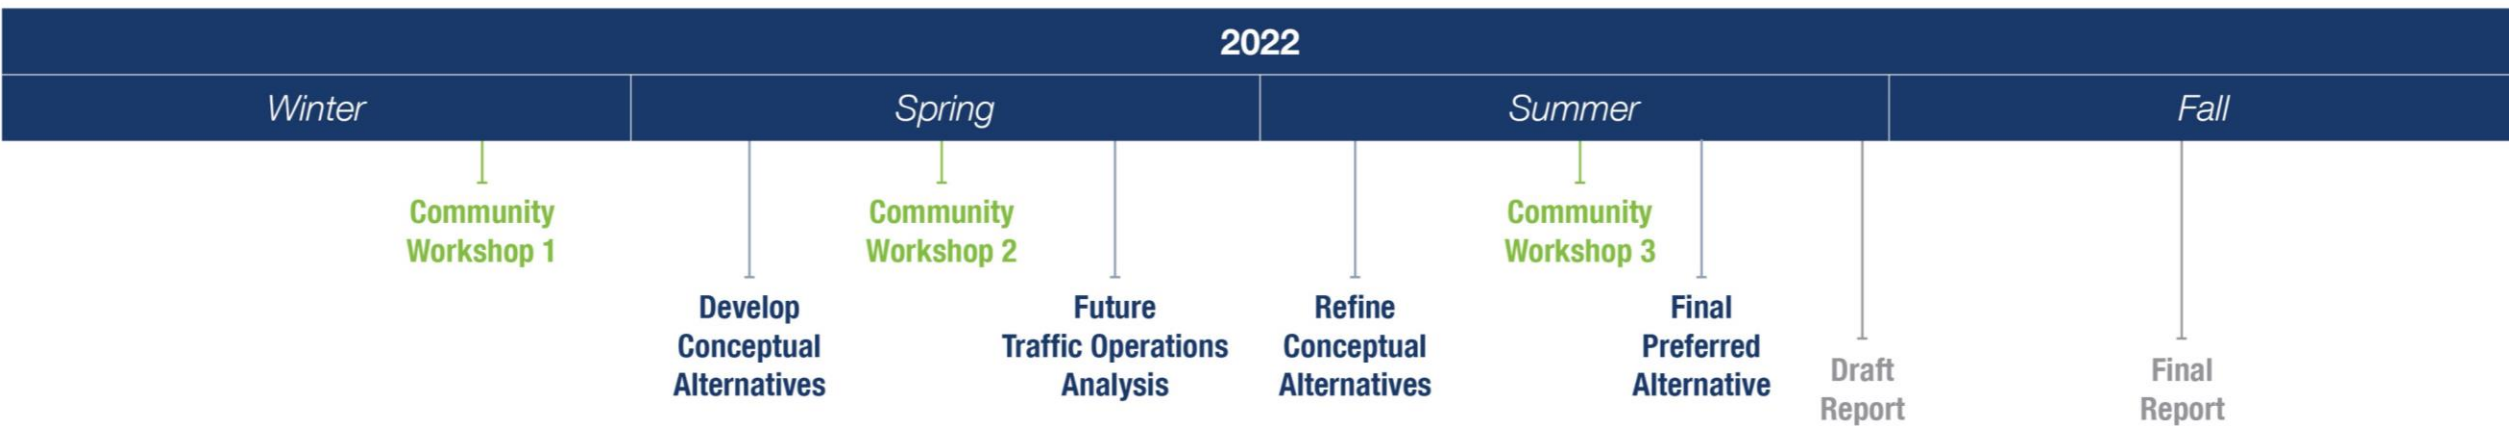 2022
Winter
Spring
Summer
Fall
Community
Workshop 1
Develop
Conceptual
Alternatives
Community
Workshop 2
Future
Traffic Operations
Analysis
Refine
Conceptual
Alternatives
Community
Workshop 3
Final
Preferred
Alternative
Draft
Report
Final
Report